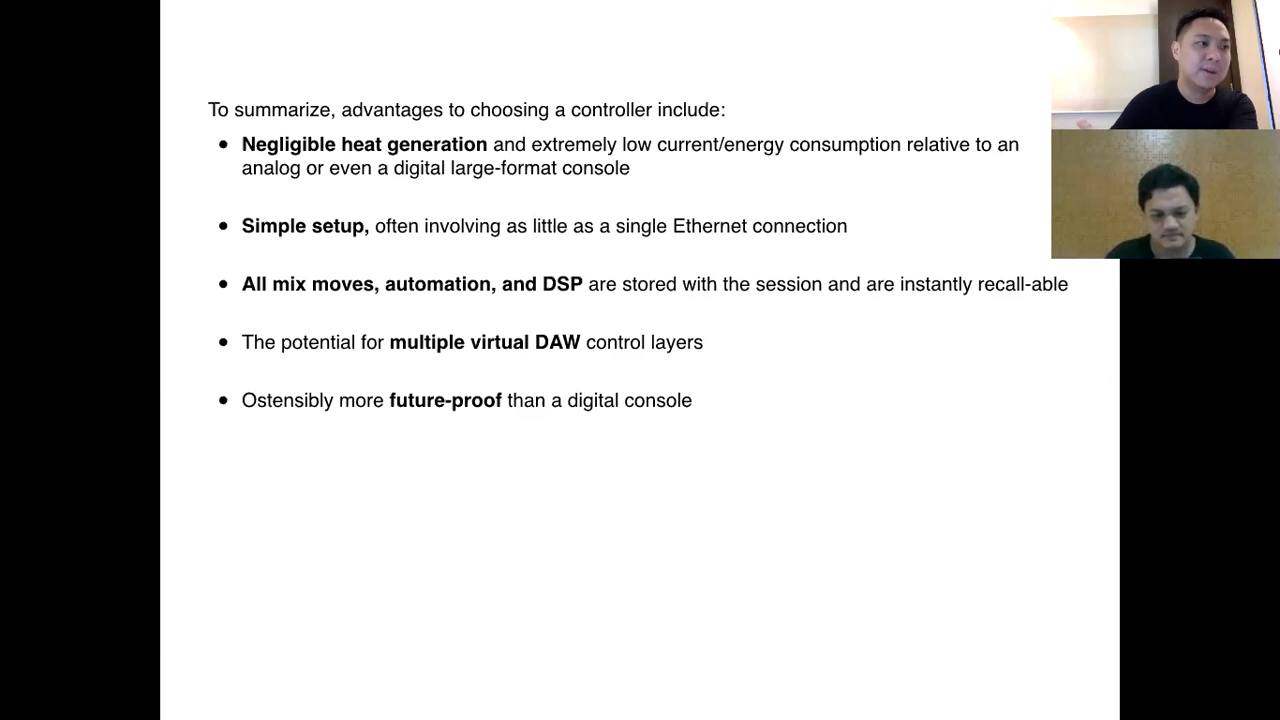 To summarize, advantages to choosing a controller include:
• Negligible heat generation and extremely low current/energy consumption relative to an
analog or even a digital large-format console
• Simple setup, often involving as little as a single Ethernet connection
• All mix moves, automation, and DSP are stored with the session and are instantly recall-able
• The potential for multiple virtual DAW control layers
• Ostensibly more future-proof than a digital console